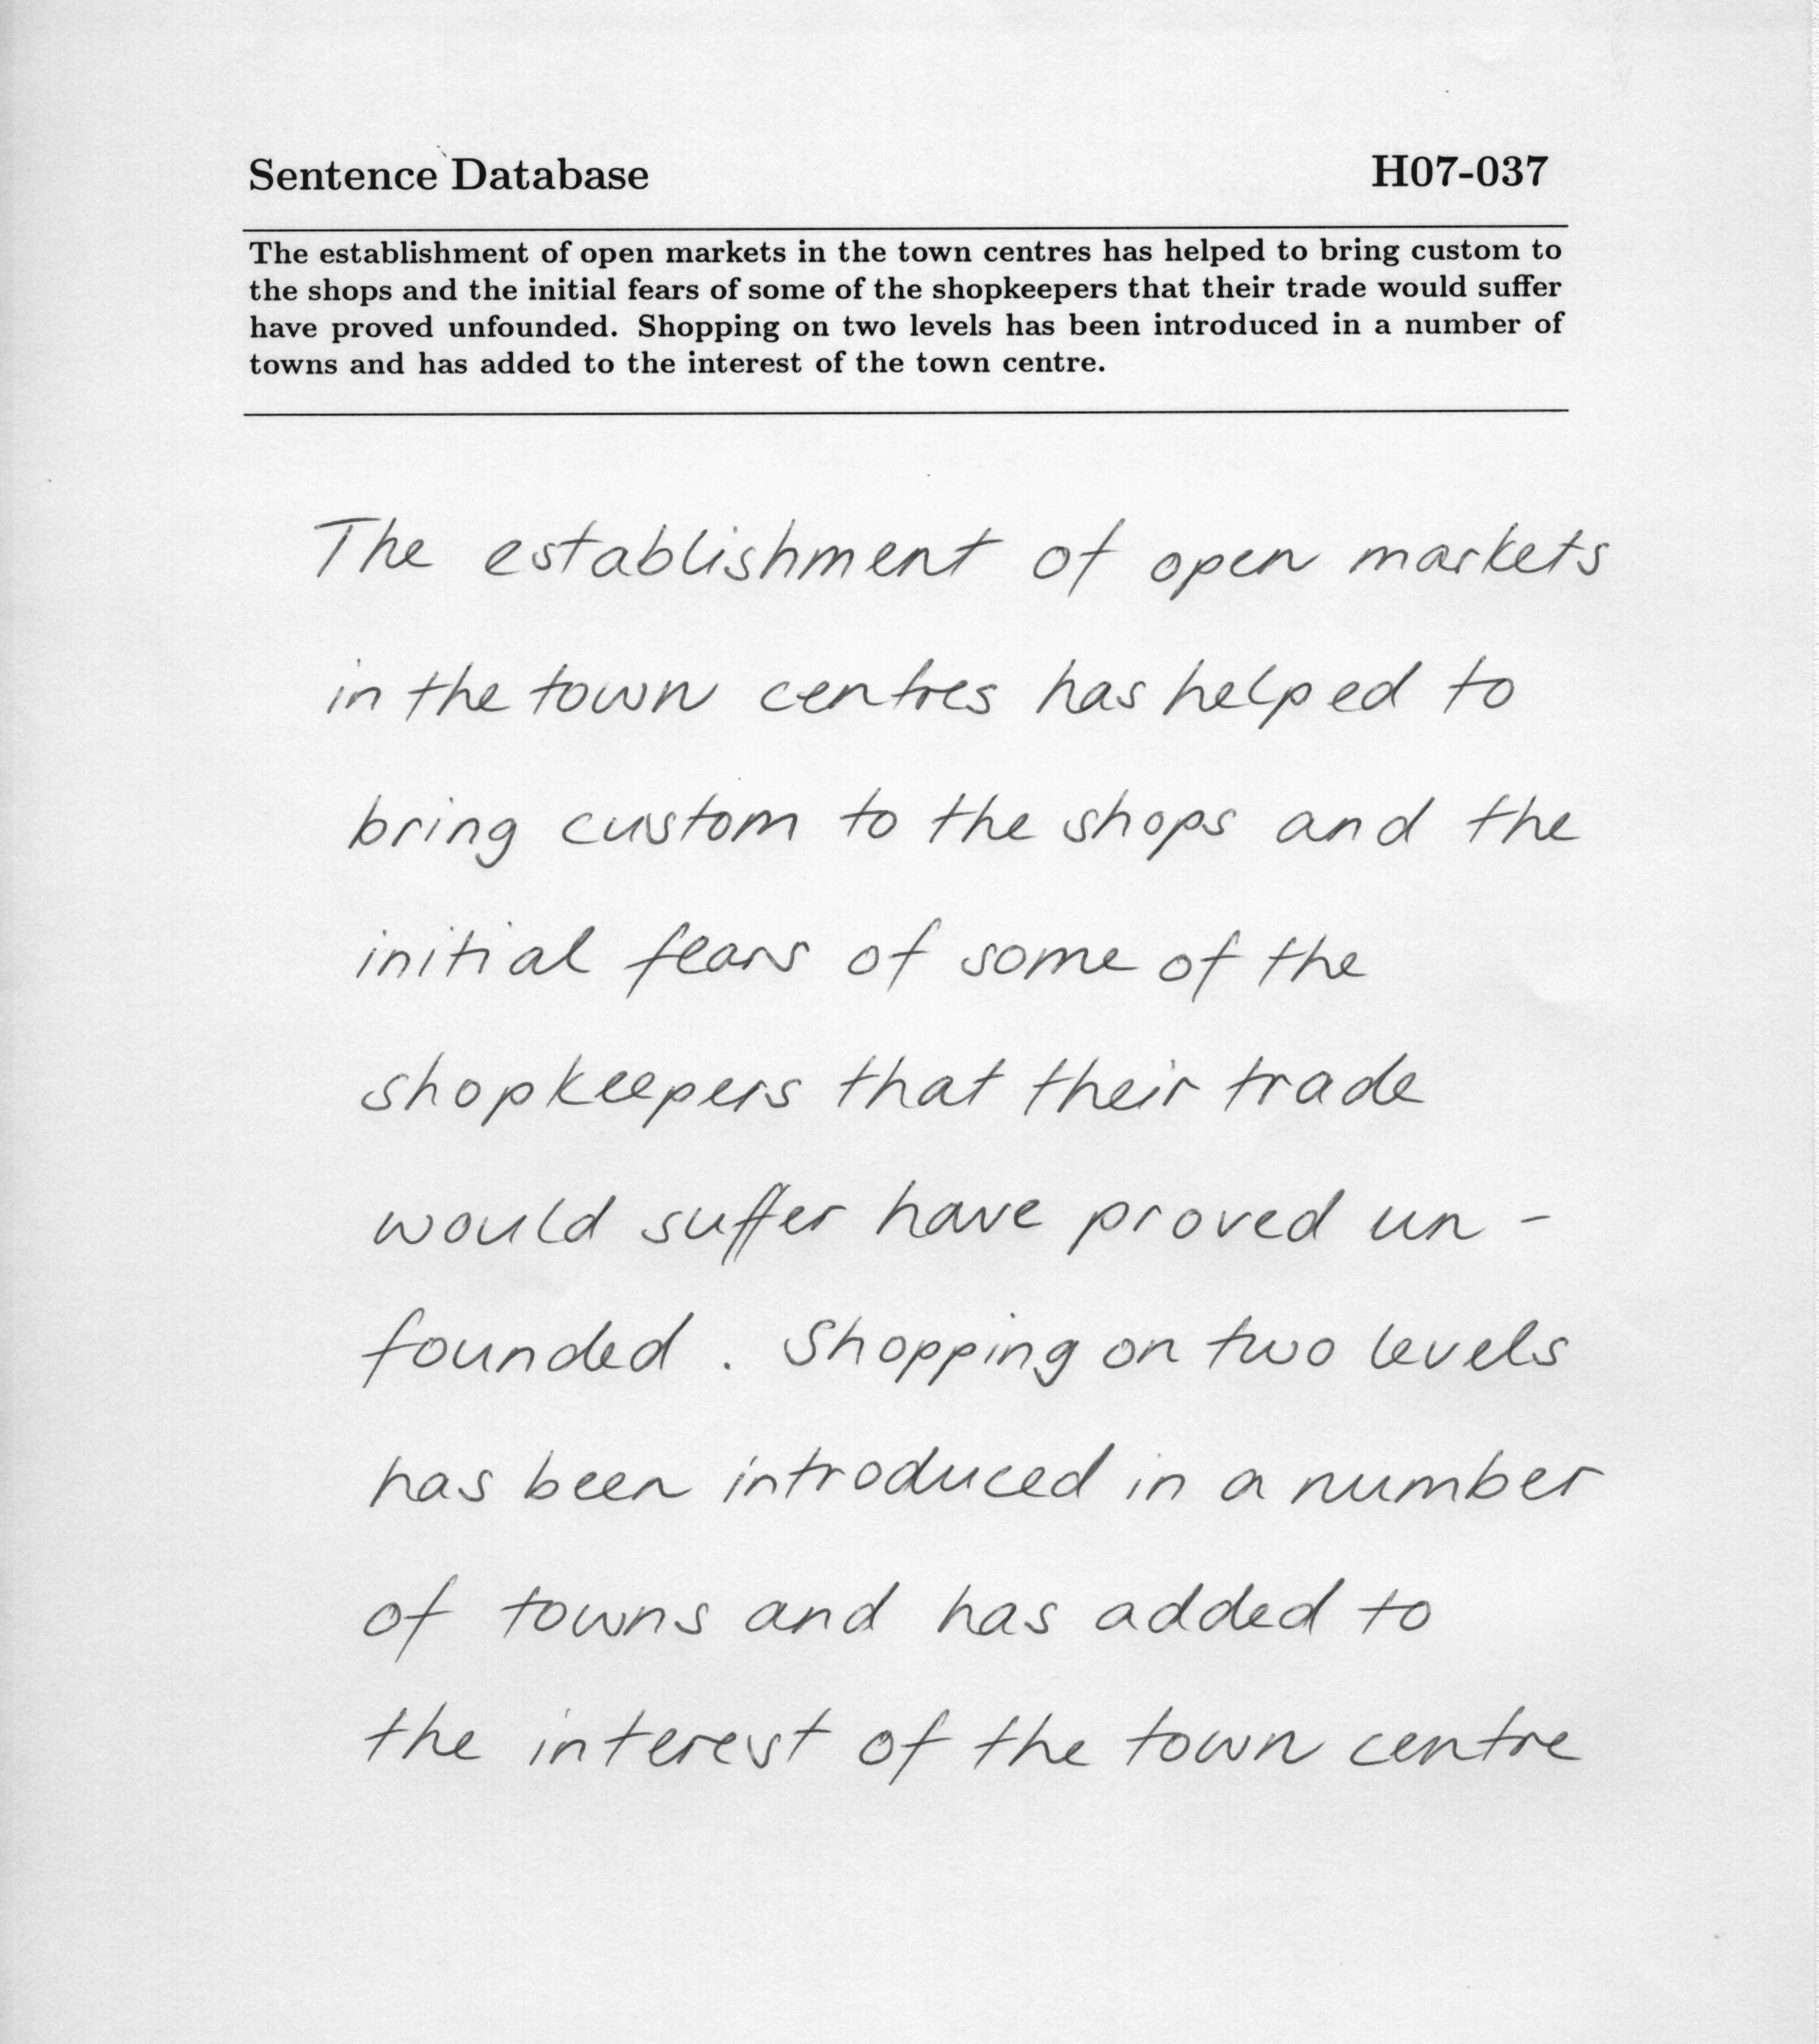 Sentence Database H07-037
The establishment of open markets in the town centres has helped to bring custom to
the shops and the initial fears of some of the shopkeepers that their trade would suffer
have proved unfounded. Shopping on two levels has been introduced in a number of
towns and has added to the interest of the town centre.
The establishment of open markets
in the town centres has helped to
bring custom to the shops and the
initial fears of some of the
shopkeepers that their trade
would suffer have proved un-
founded. Shopping on two levels
has been introduced in a number
of towns and has added to
the interest of the town centre